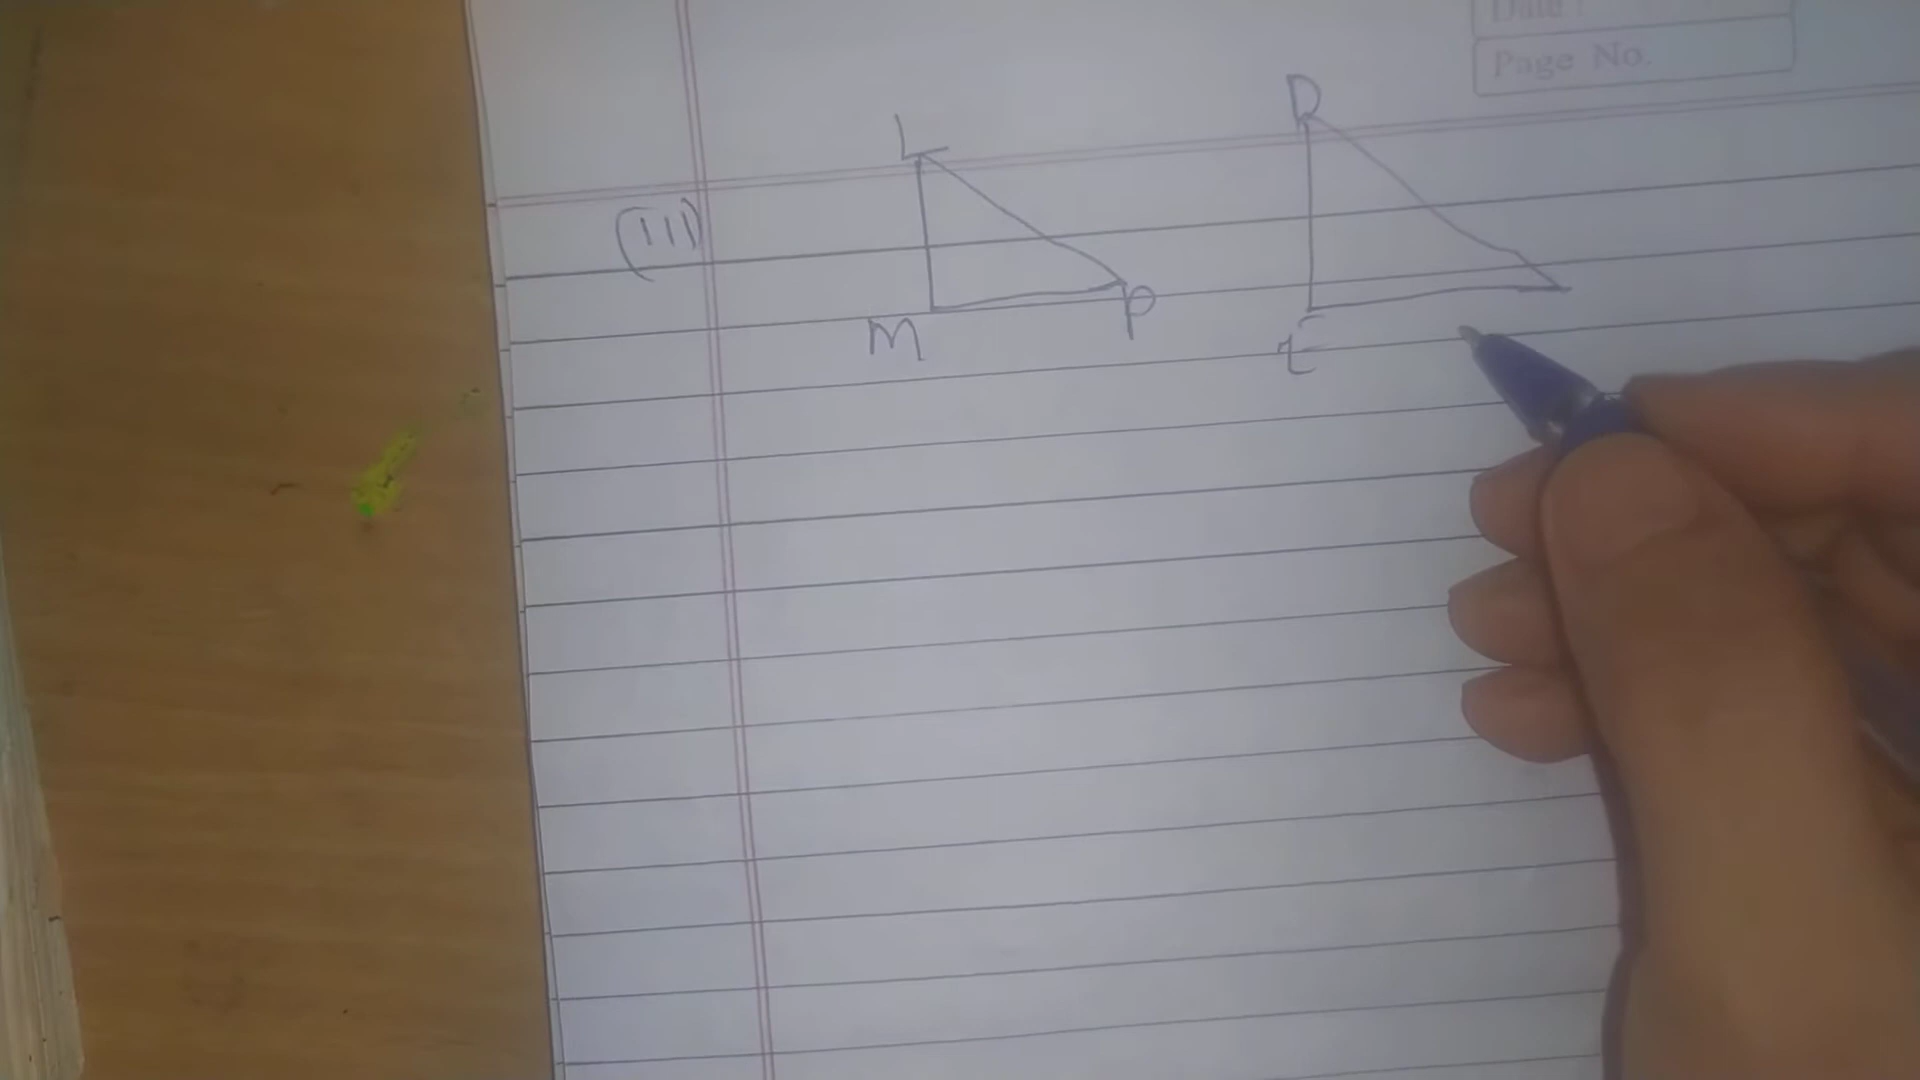 Date :
Page No.
L D
(iii)
M P E